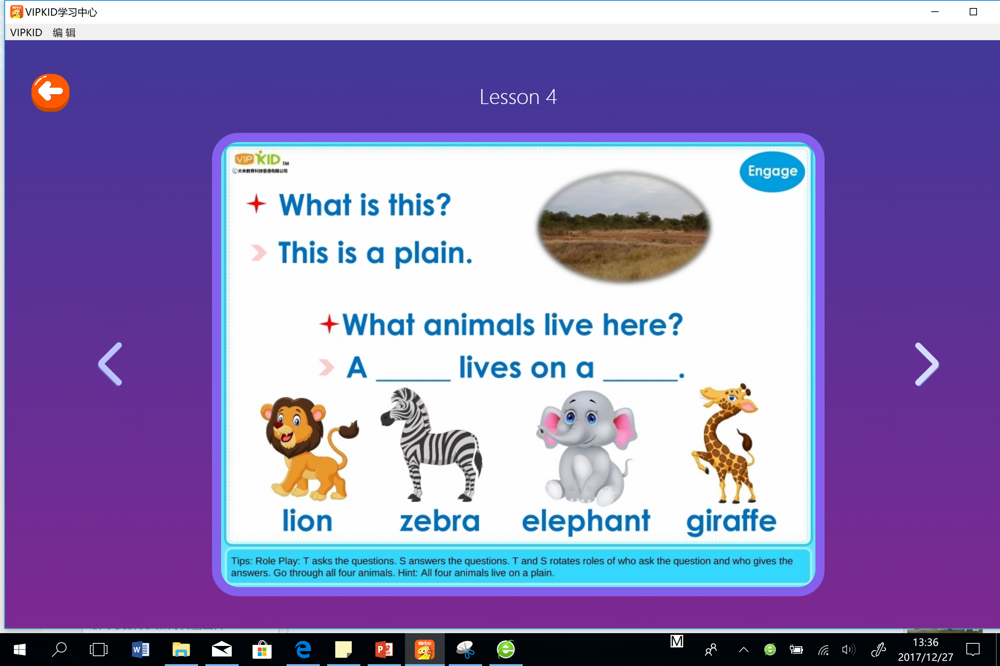 VIPKID学习中心
VIPKID 编 辑
Lesson 4
VIPKID TM
©大米教育科技香港有限公司
Engage
What is this?
This is a plain.
What animals live here?
A _____ lives on a _____.
lion zebra elephant giraffe
Tips: Role Play: T asks the questions. S answers the questions. T and S rotates roles of who ask the question and who gives the
answers. Go through all four animals. Hint: All four animals live on a plain.
M
13:36
2017/12/27